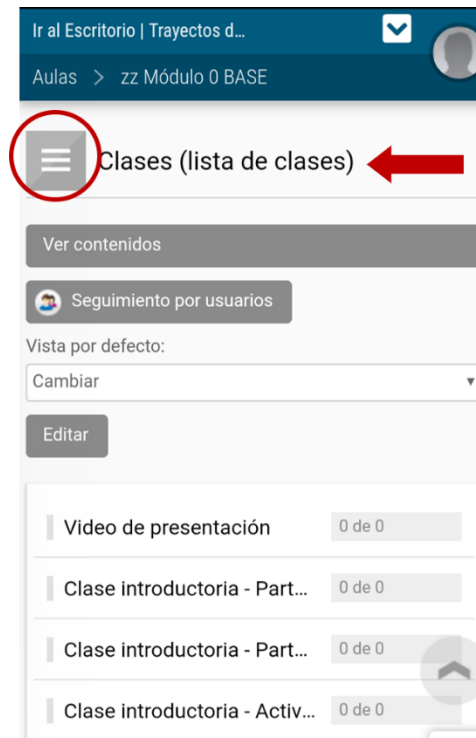 Ir al Escritorio | Trayectos d...
Aulas > zz Módulo 0 BASE
Clases (lista de clases)
Ver contenidos
Seguimiento por usuarios
Vista por defecto:
Cambiar
Editar
Video de presentación 0 de 0
Clase introductoria - Part... 0 de 0
Clase introductoria - Part... 0 de 0
Clase introductoria - Activ... 0 de 0